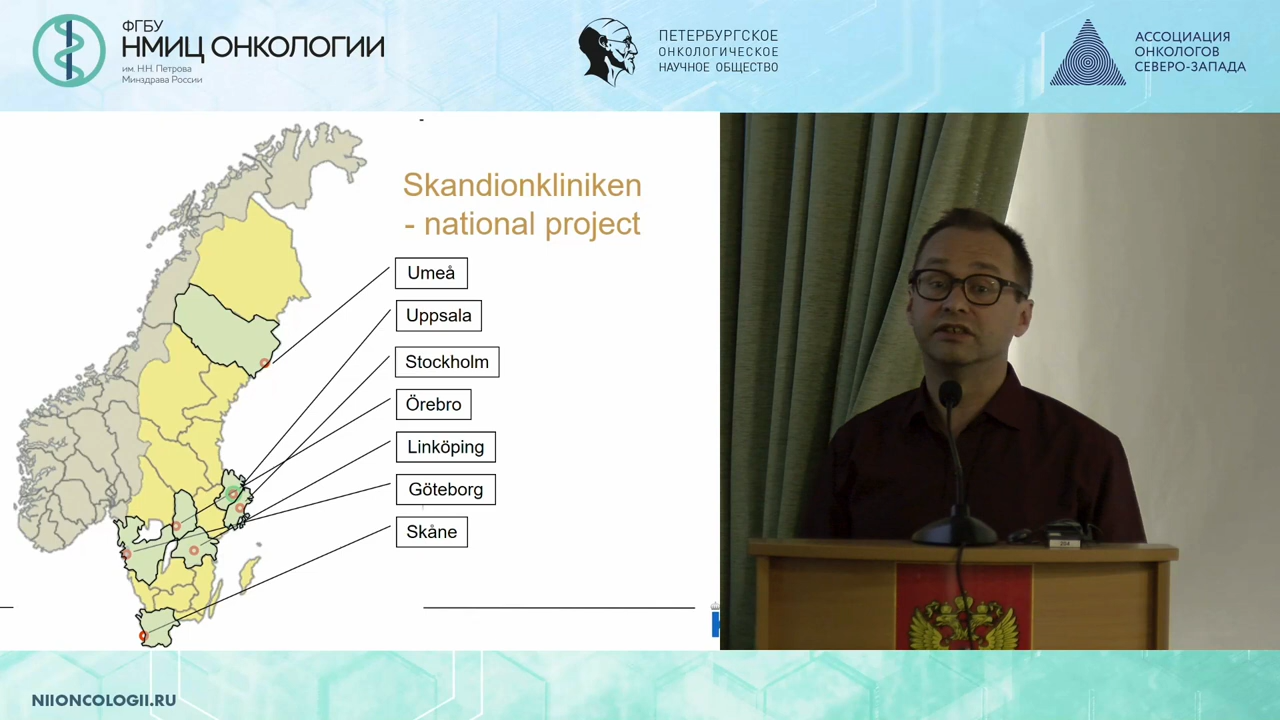 ФГБУ
НМИЦ ОНКОЛОГИИ
им. Н.Н. Петрова
Минздрава России
ПЕТЕРБУРГСКОЕ
ОНКОЛОГИЧЕСКОЕ
НАУЧНОЕ ОБЩЕСТВО
АССОЦИАЦИЯ
ОНКОЛОГОВ
СЕВЕРО-ЗАПАДА
Skandionkliniken
- national project
Umeå
Uppsala
Stockholm
Örebro
Linköping
Göteborg
Skåne
NIIONCOLOGII.RU